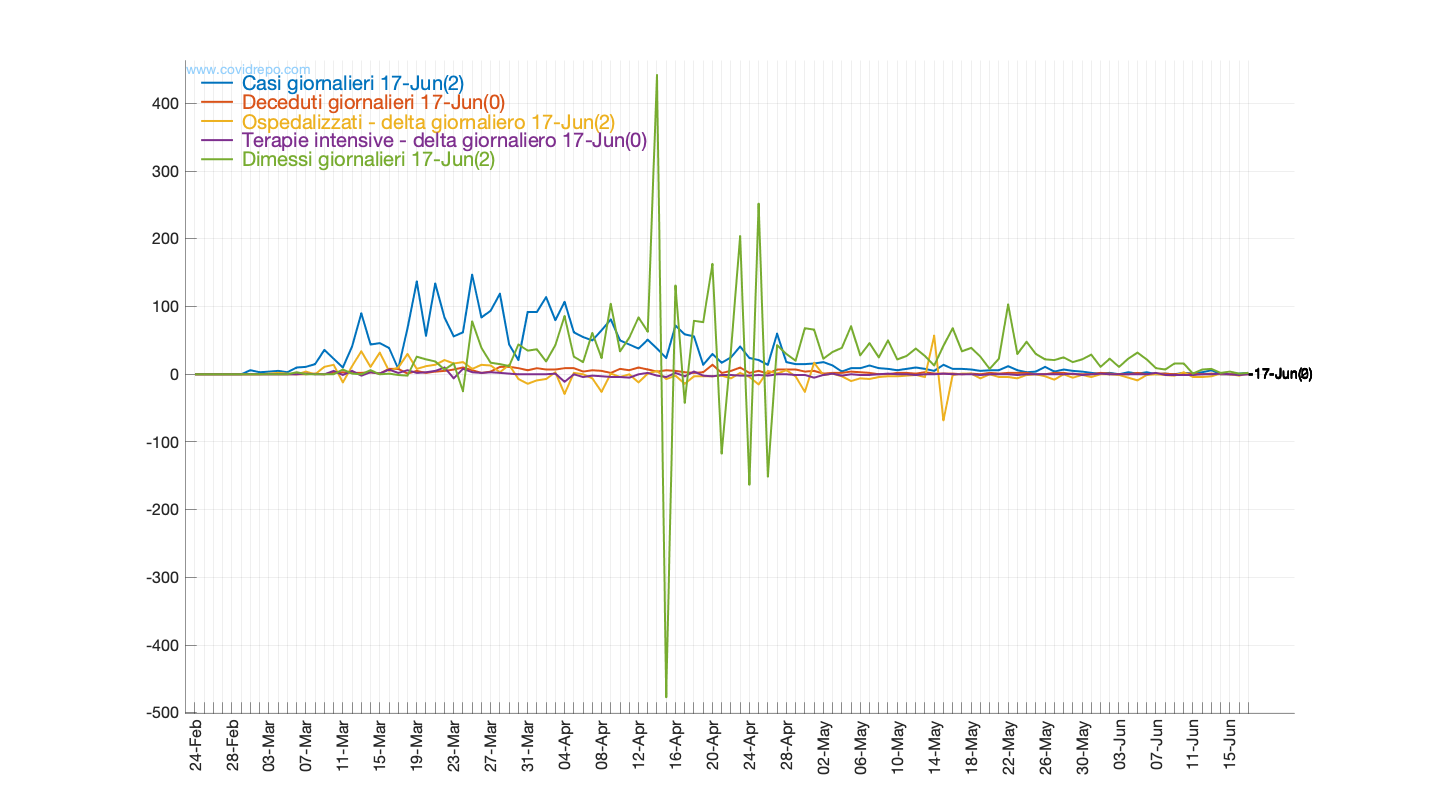 www.covidrepo.com
Casi giornalieri 17-Jun(2)
Deceduti giornalieri 17-Jun(0)
Ospedalizzati - delta giornaliero 17-Jun(2)
Terapie intensive - delta giornaliero 17-Jun(0)
Dimessi giornalieri 17-Jun(2)
400
300
200
100
0
-100
-200
-300
-400
-500
24-Feb
28-Feb
03-Mar
07-Mar
11-Mar
15-Mar
19-Mar
23-Mar
27-Mar
31-Mar
04-Apr
08-Apr
12-Apr
16-Apr
20-Apr
24-Apr
28-Apr
02-May
06-May
10-May
14-May
18-May
22-May
26-May
30-May
03-Jun
07-Jun
11-Jun
15-Jun